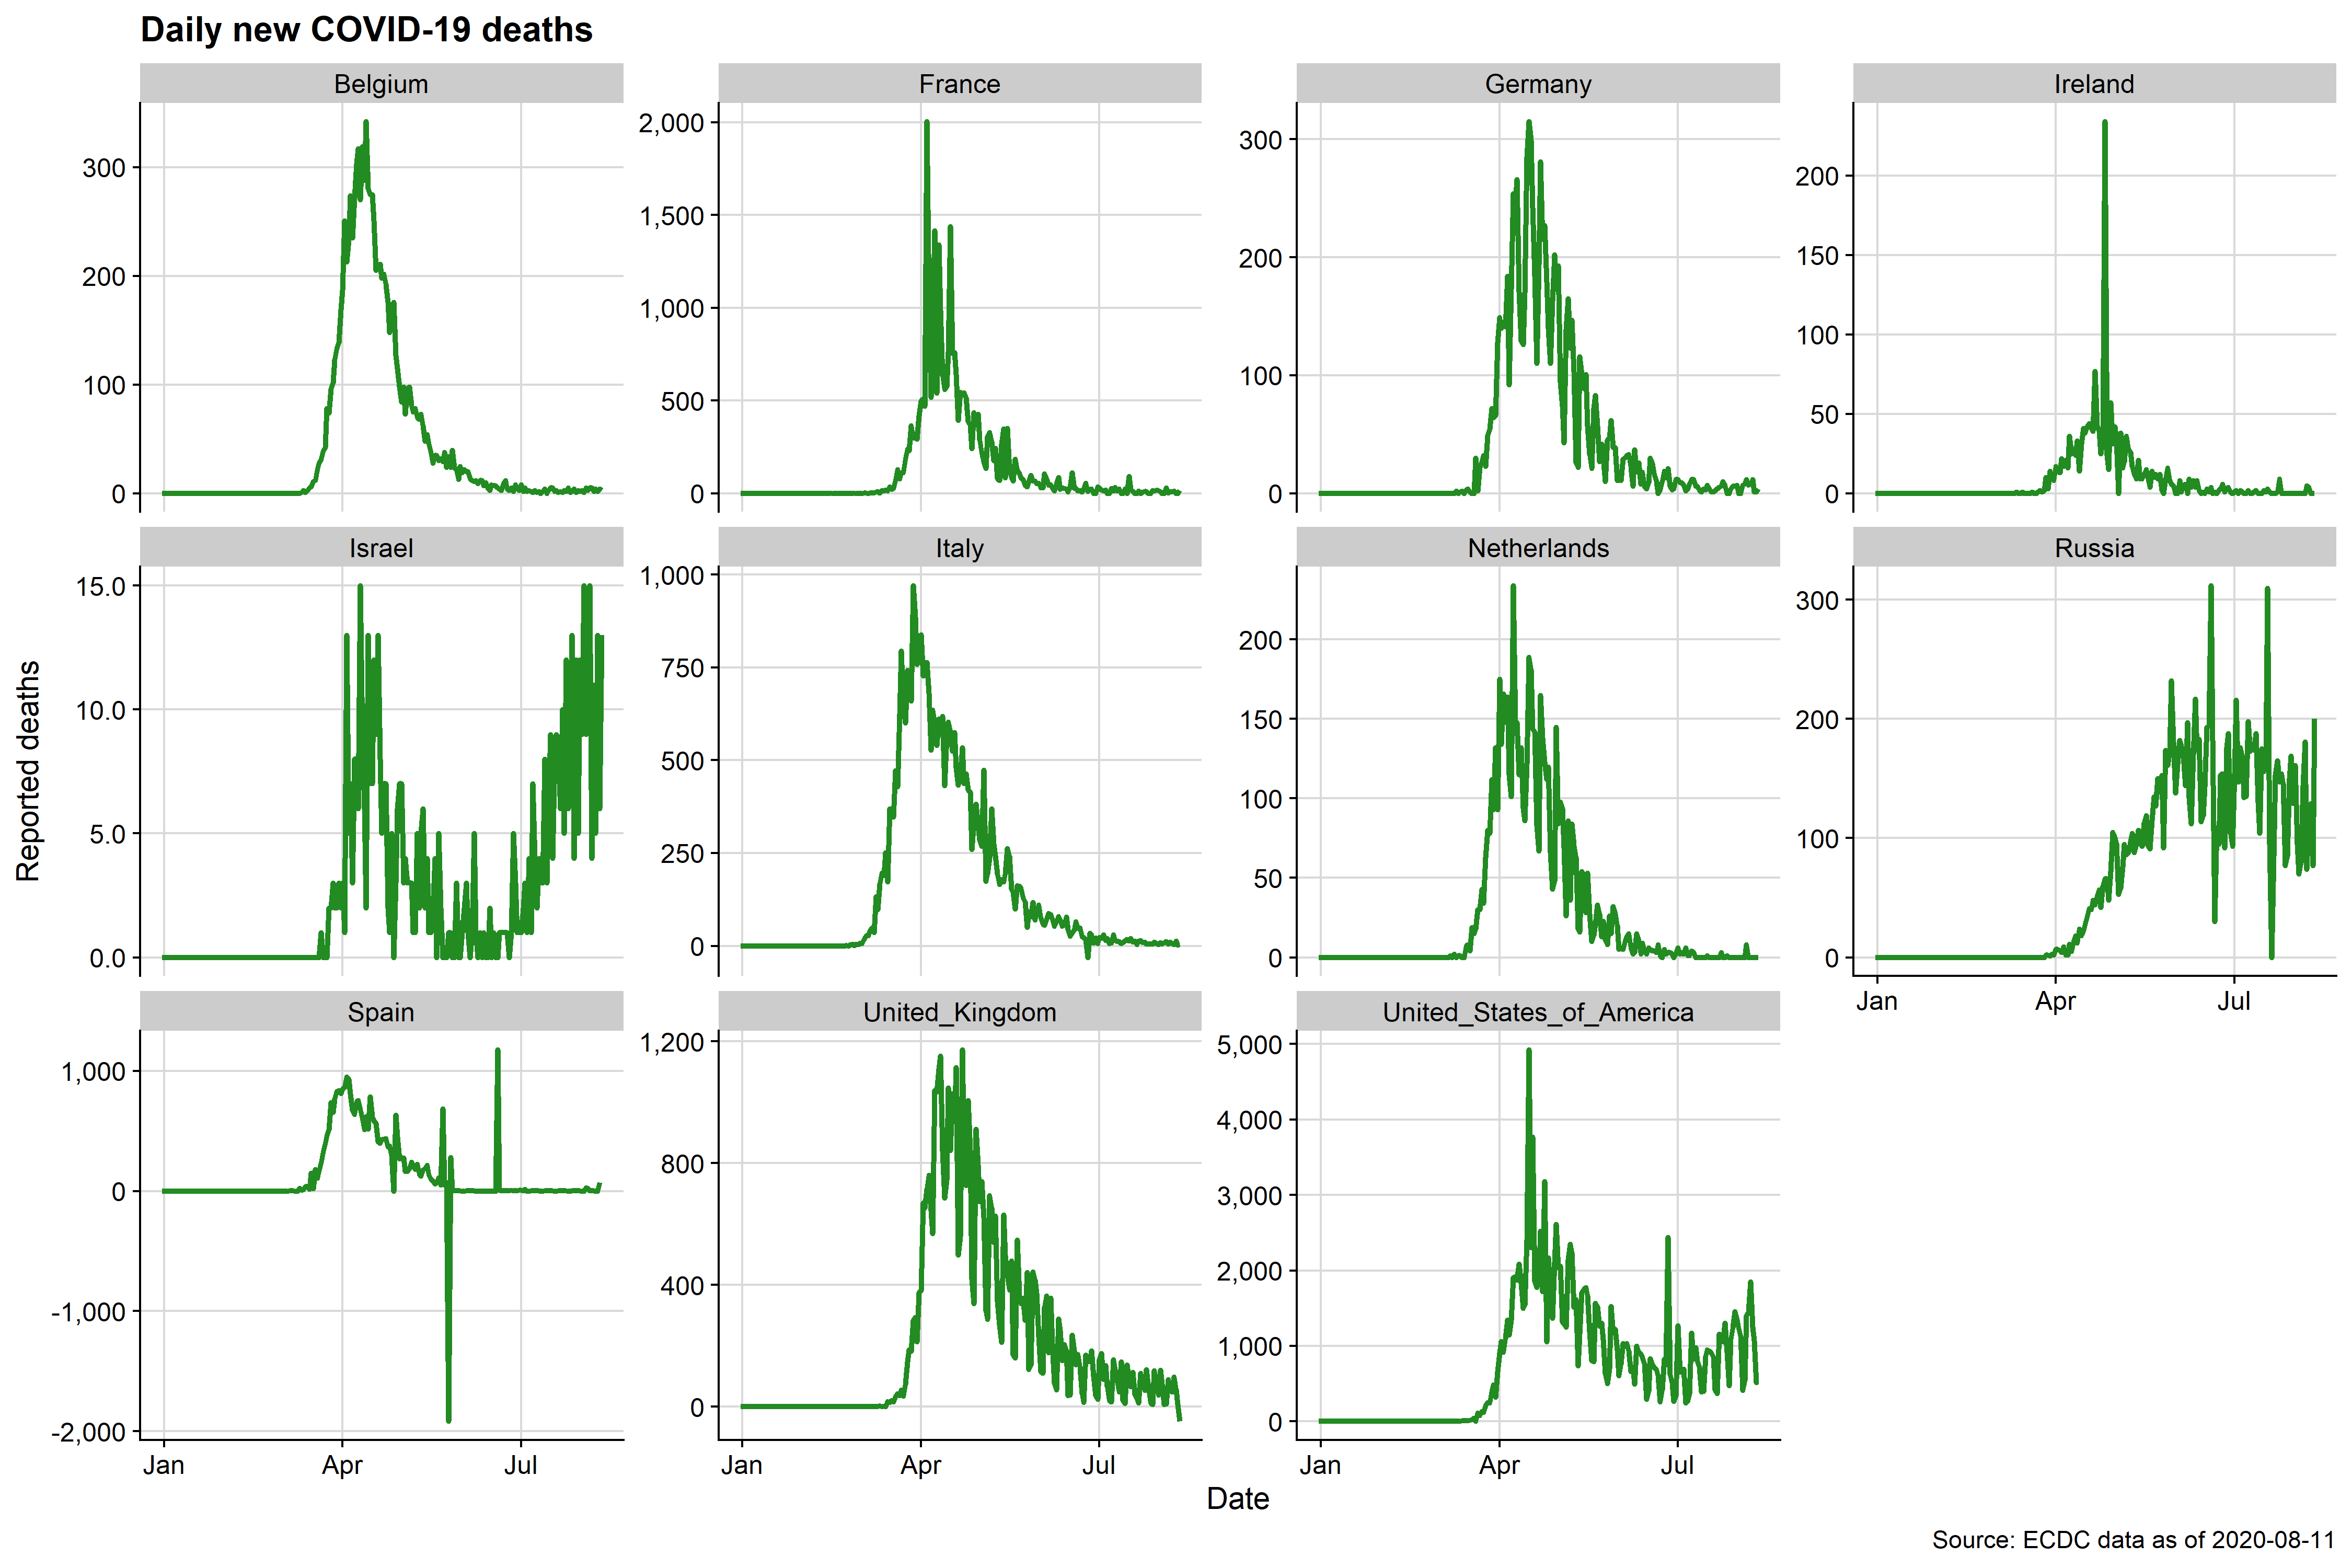 Daily new COVID-19 deaths
Belgium
France
Germany
Ireland
300
200
100
0
2,000
1,500
1,000
500
0
300
200
100
0
200
150
100
50
0
Israel
Italy
Netherlands
Russia
15.0
10.0
5.0
0.0
1,000
750
500
250
0
200
150
100
50
0
300
200
100
0
Jan Apr Jul
Reported deaths
Spain
United_Kingdom
United_States_of_America
1,000
0
-1,000
-2,000
1,200
800
400
0
5,000
4,000
3,000
2,000
1,000
0
Jan Apr Jul
Jan Apr Jul
Jan Apr Jul
Date
Source: ECDC data as of 2020-08-11